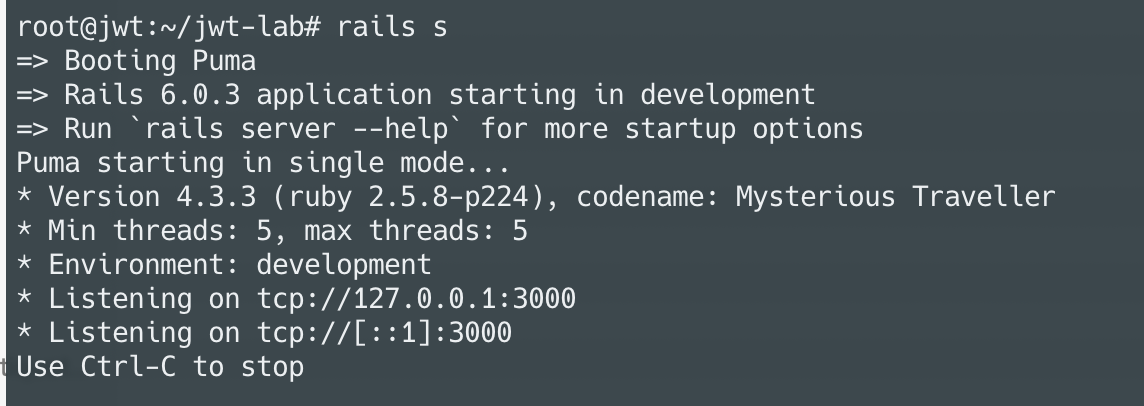 root@jwt:~/jwt-lab# rails s
=> Booting Puma
=> Rails 6.0.3 application starting in development
=> Run `rails server --help` for more startup options
Puma starting in single mode...
* Version 4.3.3 (ruby 2.5.8-p224), codename: Mysterious Traveller
* Min threads: 5, max threads: 5
* Environment: development
* Listening on tcp://127.0.0.1:3000
* Listening on tcp://[::1]:3000
Use Ctrl-C to stop